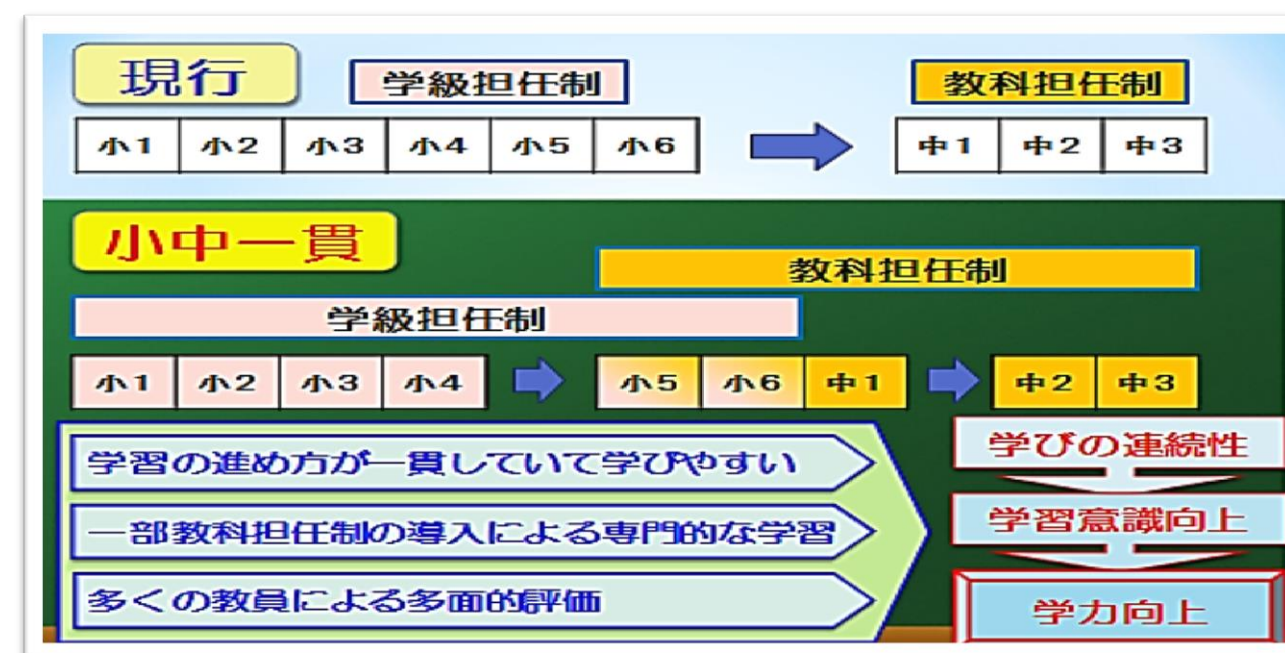 現行
学級担任制 教科担任制
小1 小2 小3 小4 小5 小6 中1 中2 中3
小中一貫
教科担任制
学級担任制
小1 小2 小3 小4 小5 小6 中1 中2 中3
学習の進め方が一貫していて学びやすい
一部教科担任制の導入による専門的な学習
多くの教員による多面的評価
学びの連続性
学習意識向上
学力向上